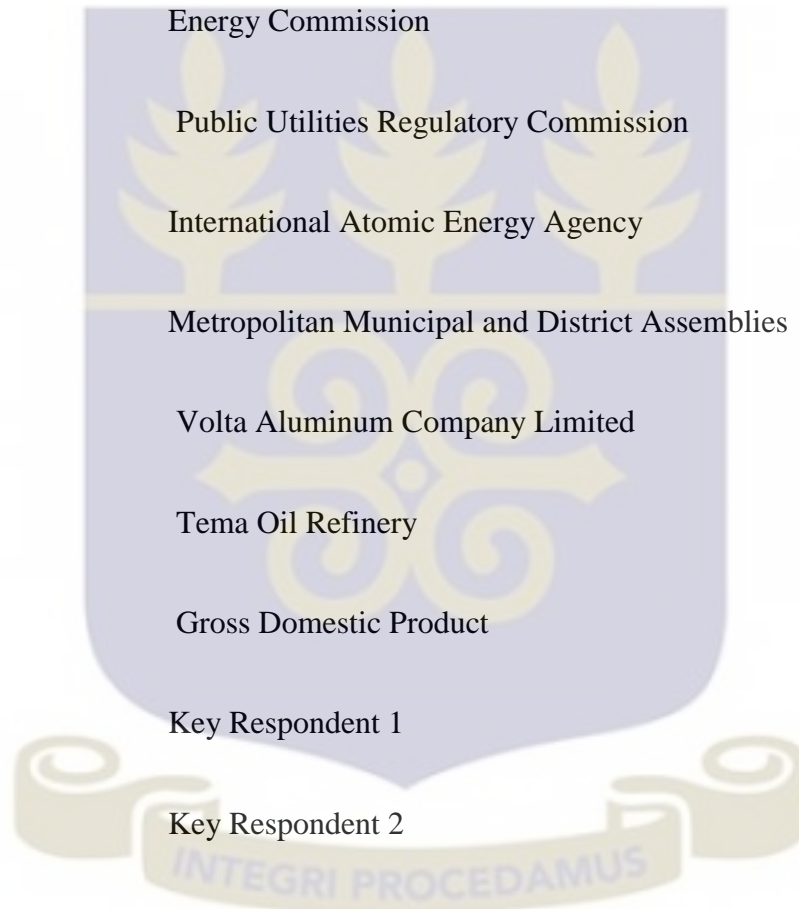 Energy Commission
Public Utilities Regulatory Commission
International Atomic Energy Agency
Metropolitan Municipal and District Assemblies
Volta Aluminum Company Limited
Tema Oil Refinery
Gross Domestic Product
Key Respondent 1
Key Respondent 2
INTEGRI PROCEDAMUS